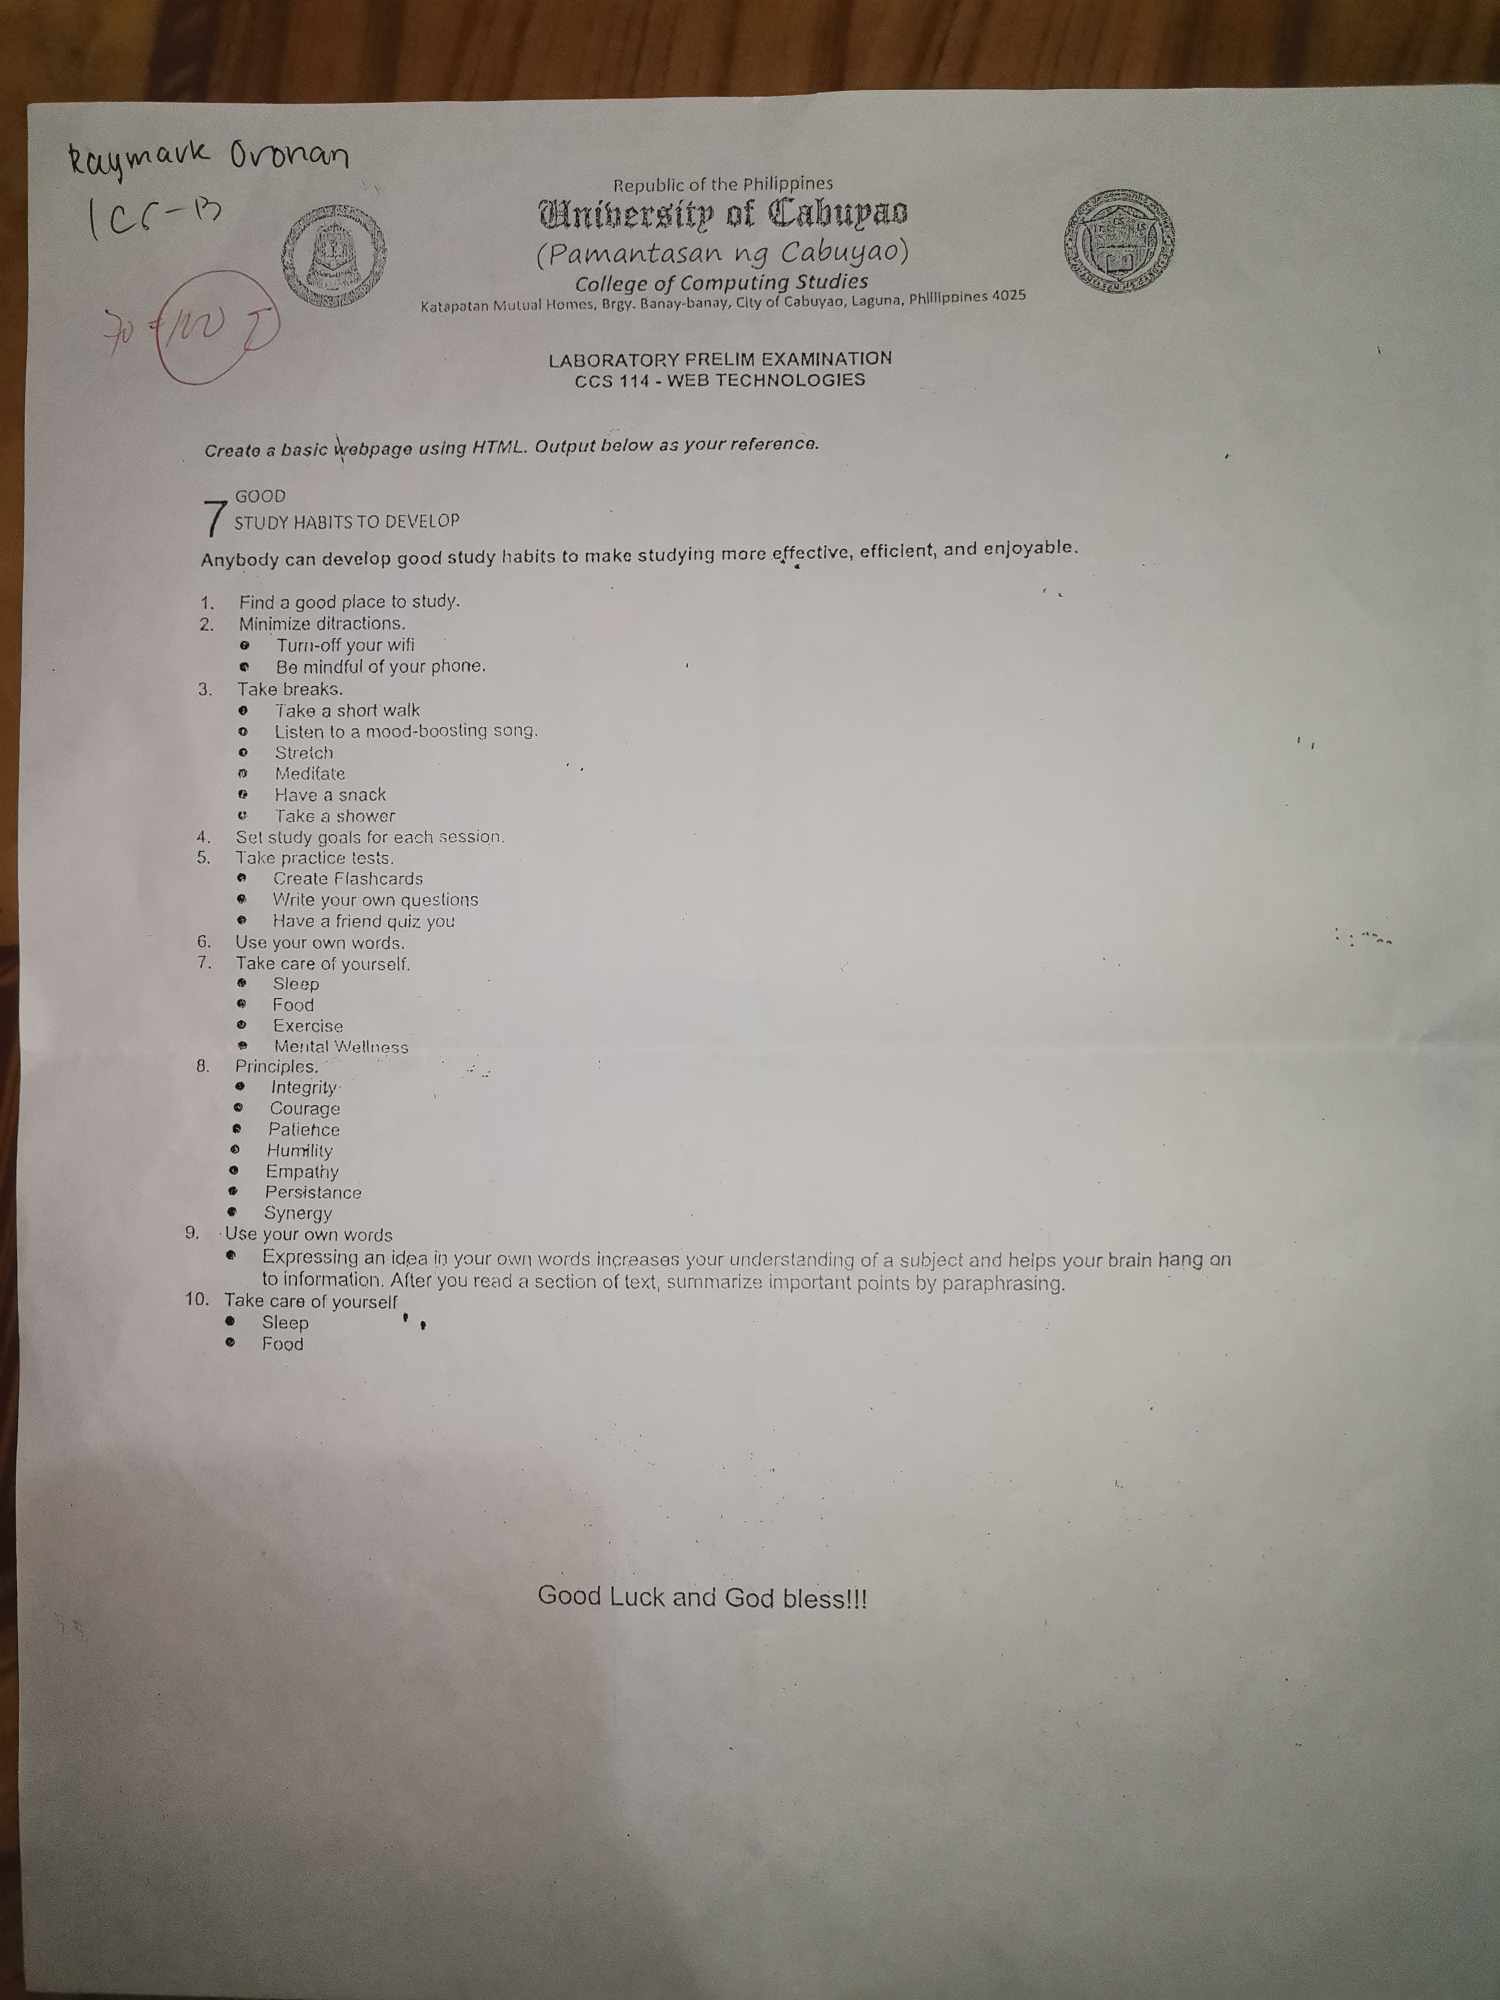 Raymark Oronan
1CS-B
70 = 100
Republic of the Philippines
University of Cabuyao
(Pamantasan ng Cabuyao)
College of Computing Studies
Katapatan Mutual Homes, Brgy. Banay-banay, City of Cabuyao, Laguna, Philippines 4025
LABORATORY PRELIM EXAMINATION
CCS 114 - WEB TECHNOLOGIES
Create a basic webpage using HTML. Output below as your reference.
7 GOOD
STUDY HABITS TO DEVELOP
Anybody can develop good study habits to make studying more effective, efficient, and enjoyable.
1. Find a good place to study.
2. Minimize ditractions.
• Turn-off your wifi
• Be mindful of your phone.
3. Take breaks.
• Take a short walk
• Listen to a mood-boosting song.
• Stretch
• Meditate
• Have a snack
• Take a shower
4. Set study goals for each session.
5. Take practice tests.
• Create Flashcards
• Write your own questions
• Have a friend quiz you
6. Use your own words.
7. Take care of yourself.
• Sleep
• Food
• Exercise
• Mental Wellness
8. Principles.
• Integrity
• Courage
• Patience
• Humility
• Empathy
• Persistance
• Synergy
9. Use your own words
• Expressing an idea in your own words increases your understanding of a subject and helps your brain hang on
to information. After you read a section of text, summarize important points by paraphrasing.
10. Take care of yourself
• Sleep
• Food
Good Luck and God bless!!!